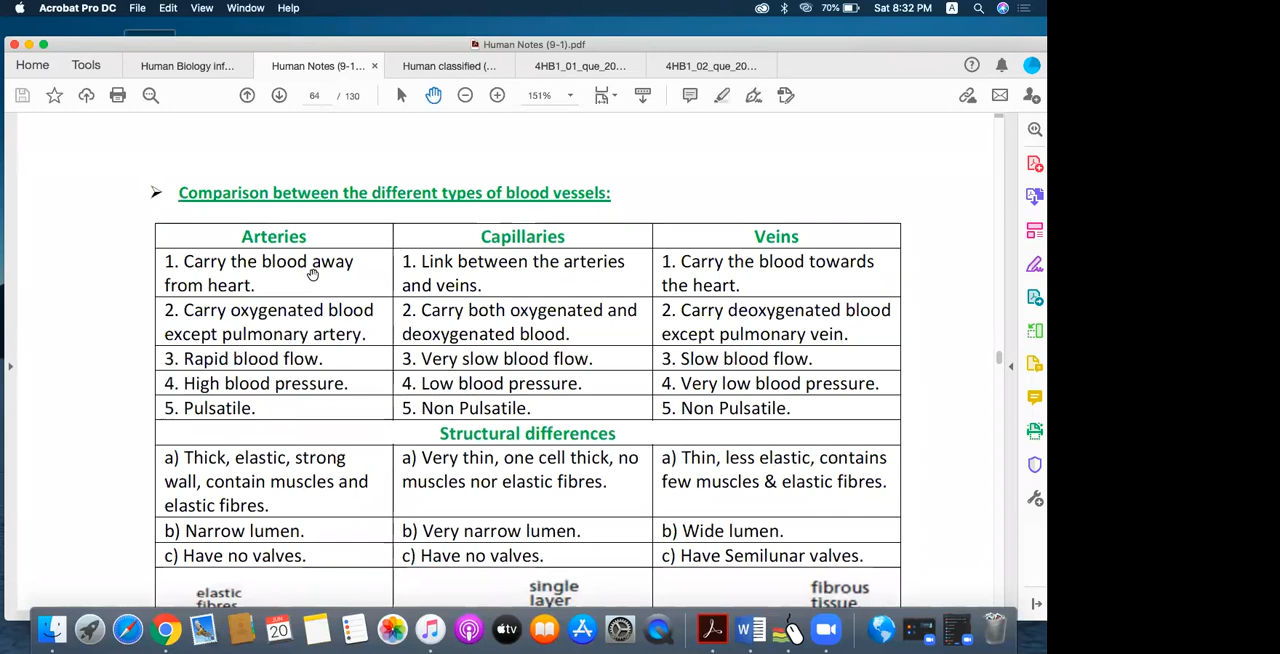 Acrobat Pro DC File Edit View Window Help 70% Sat 8:32 PM A
Human Notes (9-1).pdf
Home Tools Human Biology inf... Human Notes (9-1... × Human classified (... 4HB1_01_que_20... 4HB1_02_que_20...
64 / 130 151%
Comparison between the different types of blood vessels:
Arteries Capillaries Veins
1. Carry the blood away from heart.
1. Link between the arteries and veins.
1. Carry the blood towards the heart.
2. Carry oxygenated blood except pulmonary artery.
2. Carry both oxygenated and deoxygenated blood.
2. Carry deoxygenated blood except pulmonary vein.
3. Rapid blood flow. 3. Very slow blood flow. 3. Slow blood flow.
4. High blood pressure. 4. Low blood pressure. 4. Very low blood pressure.
5. Pulsatile. 5. Non Pulsatile. 5. Non Pulsatile.
Structural differences
a) Thick, elastic, strong wall, contain muscles and elastic fibres.
a) Very thin, one cell thick, no muscles nor elastic fibres.
a) Thin, less elastic, contains few muscles & elastic fibres.
b) Narrow lumen. b) Very narrow lumen. b) Wide lumen.
c) Have no valves. c) Have no valves. c) Have Semilunar valves.
elastic fibres
single layer
fibrous tissue
JUN 20
tv
W